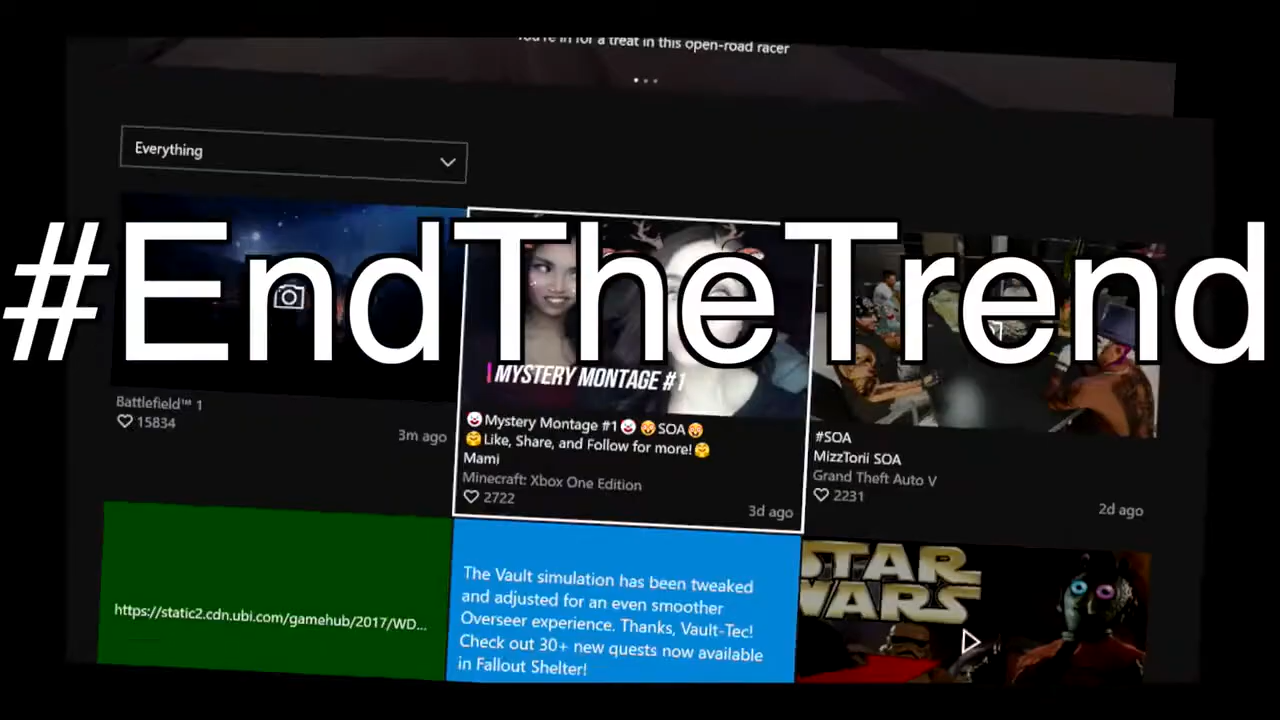 You're in for a treat in this open-road racer
Everything
#EndTheTrend
MYSTERY MONTAGE #1
Battlefield™ 1
15834
3m ago
🤡Mystery Montage #1🤡🤪SOA🤪
🤗Like, Share, and Follow for more!🤗
Mami
Minecraft: Xbox One Edition
2722
3d ago
#SOA
MizzTorii SOA
Grand Theft Auto V
2231
2d ago
https://static2.cdn.ubi.com/gamehub/2017/WD...
The Vault simulation has been tweaked
and adjusted for an even smoother
Overseer experience. Thanks, Vault-Tec!
Check out 30+ new quests now available
in Fallout Shelter!
STAR
WARS